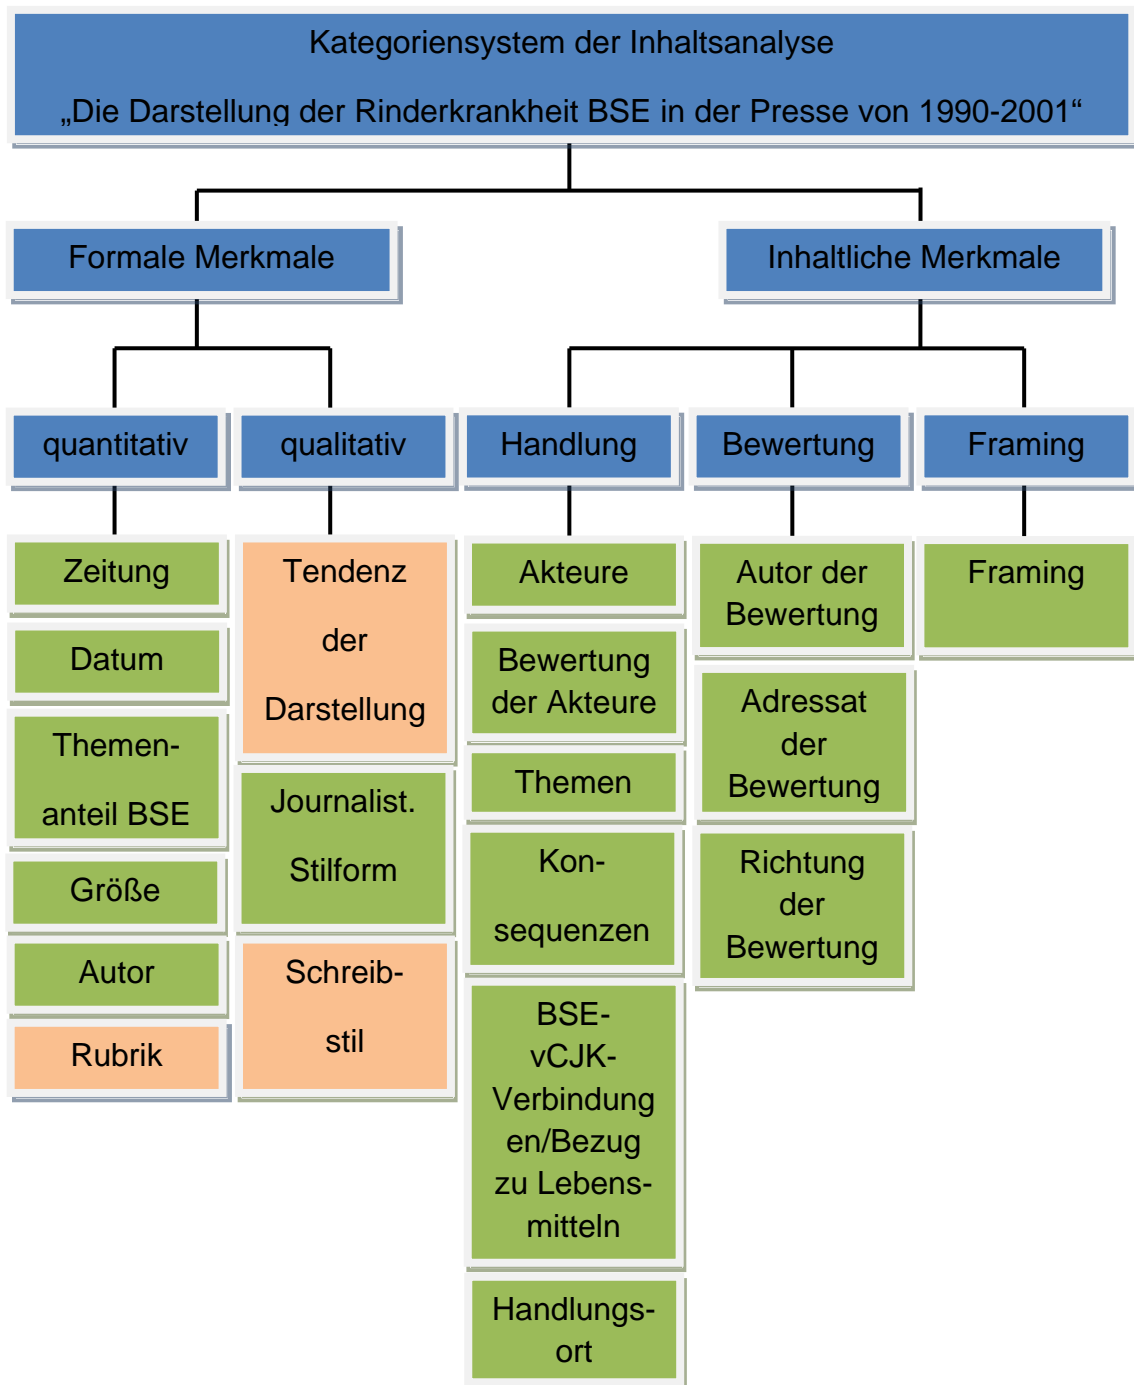 Kategoriensystem der Inhaltsanalyse
„Die Darstellung der Rinderkrankheit BSE in der Presse von 1990-2001“
Formale Merkmale
Inhaltliche Merkmale
quantitativ
qualitativ
Handlung
Bewertung
Framing
Zeitung
Datum
Themen-
anteil BSE
Größe
Autor
Rubrik
Tendenz
der
Darstellung
Journalist.
Stilform
Schreib-
stil
Akteure
Bewertung
der Akteure
Themen
Kon-
sequenzen
BSE-
vCJK-
Verbindung
en/Bezug
zu Lebens-
mitteln
Handlungs-
ort
Autor der
Bewertung
Adressat
der
Bewertung
Richtung
der
Bewertung
Framing